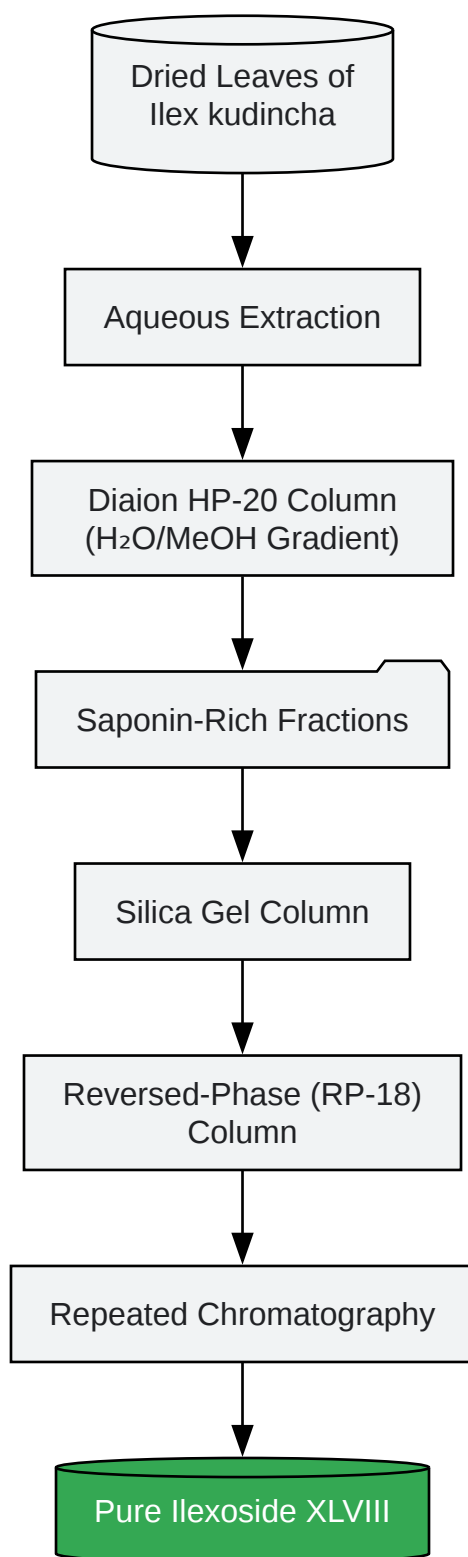 Dried Leaves of
Ilex kudincha
Aqueous Extraction
Diaion HP-20 Column
(H₂O/MeOH Gradient)
Saponin-Rich Fractions
Silica Gel Column
Reversed-Phase (RP-18)
Column
Repeated Chromatography
Pure Ilexoside XLVIII